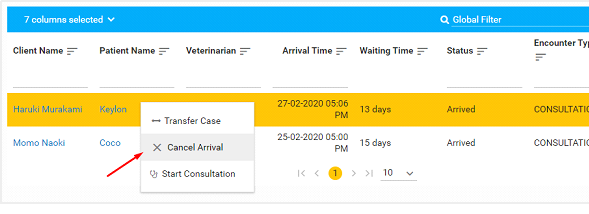 7 columns selected
Global Filter
Client Name
Patient Name
Veterinarian
Arrival Time
Waiting Time
Status
Encounter Typ
Haruki Murakami
Keylon
27-02-2020 05:06
PM
13 days
Arrived
CONSULTATIO
Momo Naoki
Coco
25-02-2020 05:00
PM
15 days
Arrived
CONSULTATIO
Transfer Case
Cancel Arrival
Start Consultation
1
10